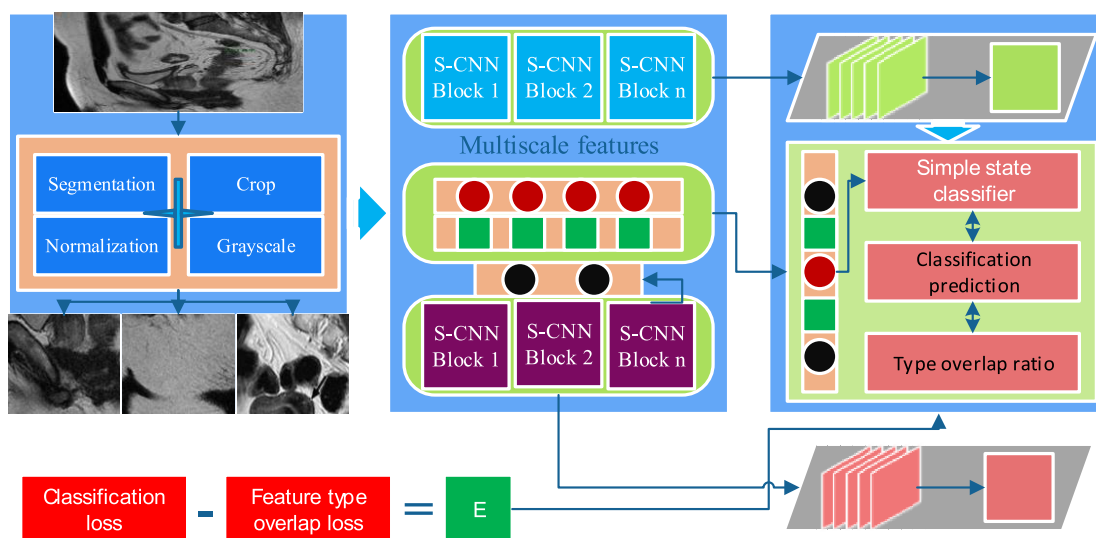 Segmentation
Crop
Normalization
Grayscale
S-CNN
Block 1
S-CNN
Block 2
S-CNN
Block n
Multiscale features
S-CNN
Block 1
S-CNN
Block 2
S-CNN
Block n
Simple state
classifier
Classification
prediction
Type overlap ratio
Classification
loss
-
Feature type
overlap loss
=
E